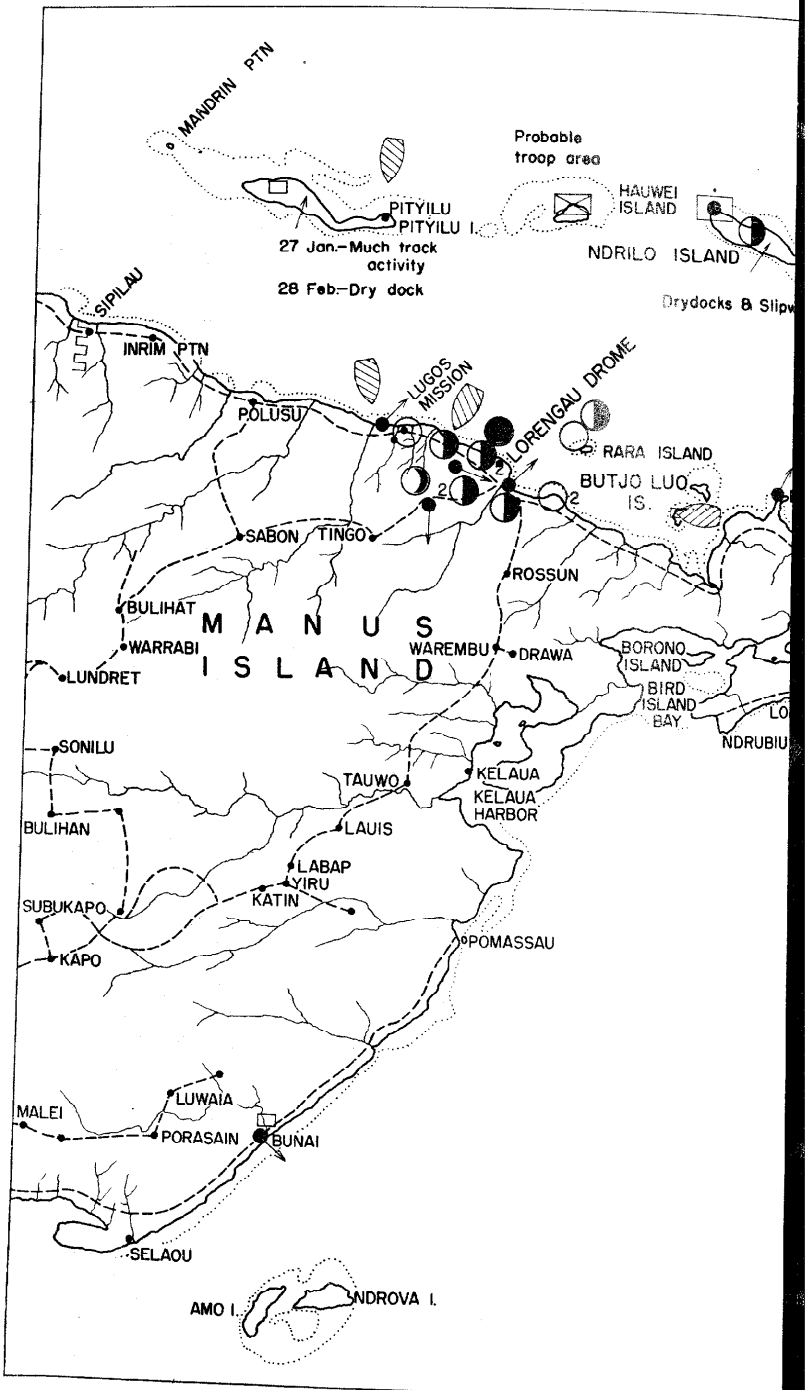 MANDRIN PTN
Probable
troop area
HAUWEI
ISLAND
PITYILU
PITYILU I.
27 Jan.—Much track
activity
28 Feb.—Dry dock
NDRILO ISLAND
Drydocks & Slipw
SIPILAU
INRIM PTN
LUGOS
MISSION
LORENGAU DROME
POLUSU
RARA ISLAND
BUTJO LUO
IS.
2
2
2
SABON
TINGO
ROSSUN
BULIHAT
MANUS
ISLAND
WARRABI
WAREMBU
DRAWA
BORONO
ISLAND
LUNDRET
BIRD
ISLAND
BAY
LO
NDRUBIU
SONILU
TAUWO
KELAUA
KELAUA
HARBOR
BULIHAN
LAUIS
LABAP
YIRU
KATIN
SUBUKAPO
KAPO
POMASSAU
LUWAIA
MALEI
PORASAIN
BUNAI
SELAOU
AMO I.
NDROVA I.